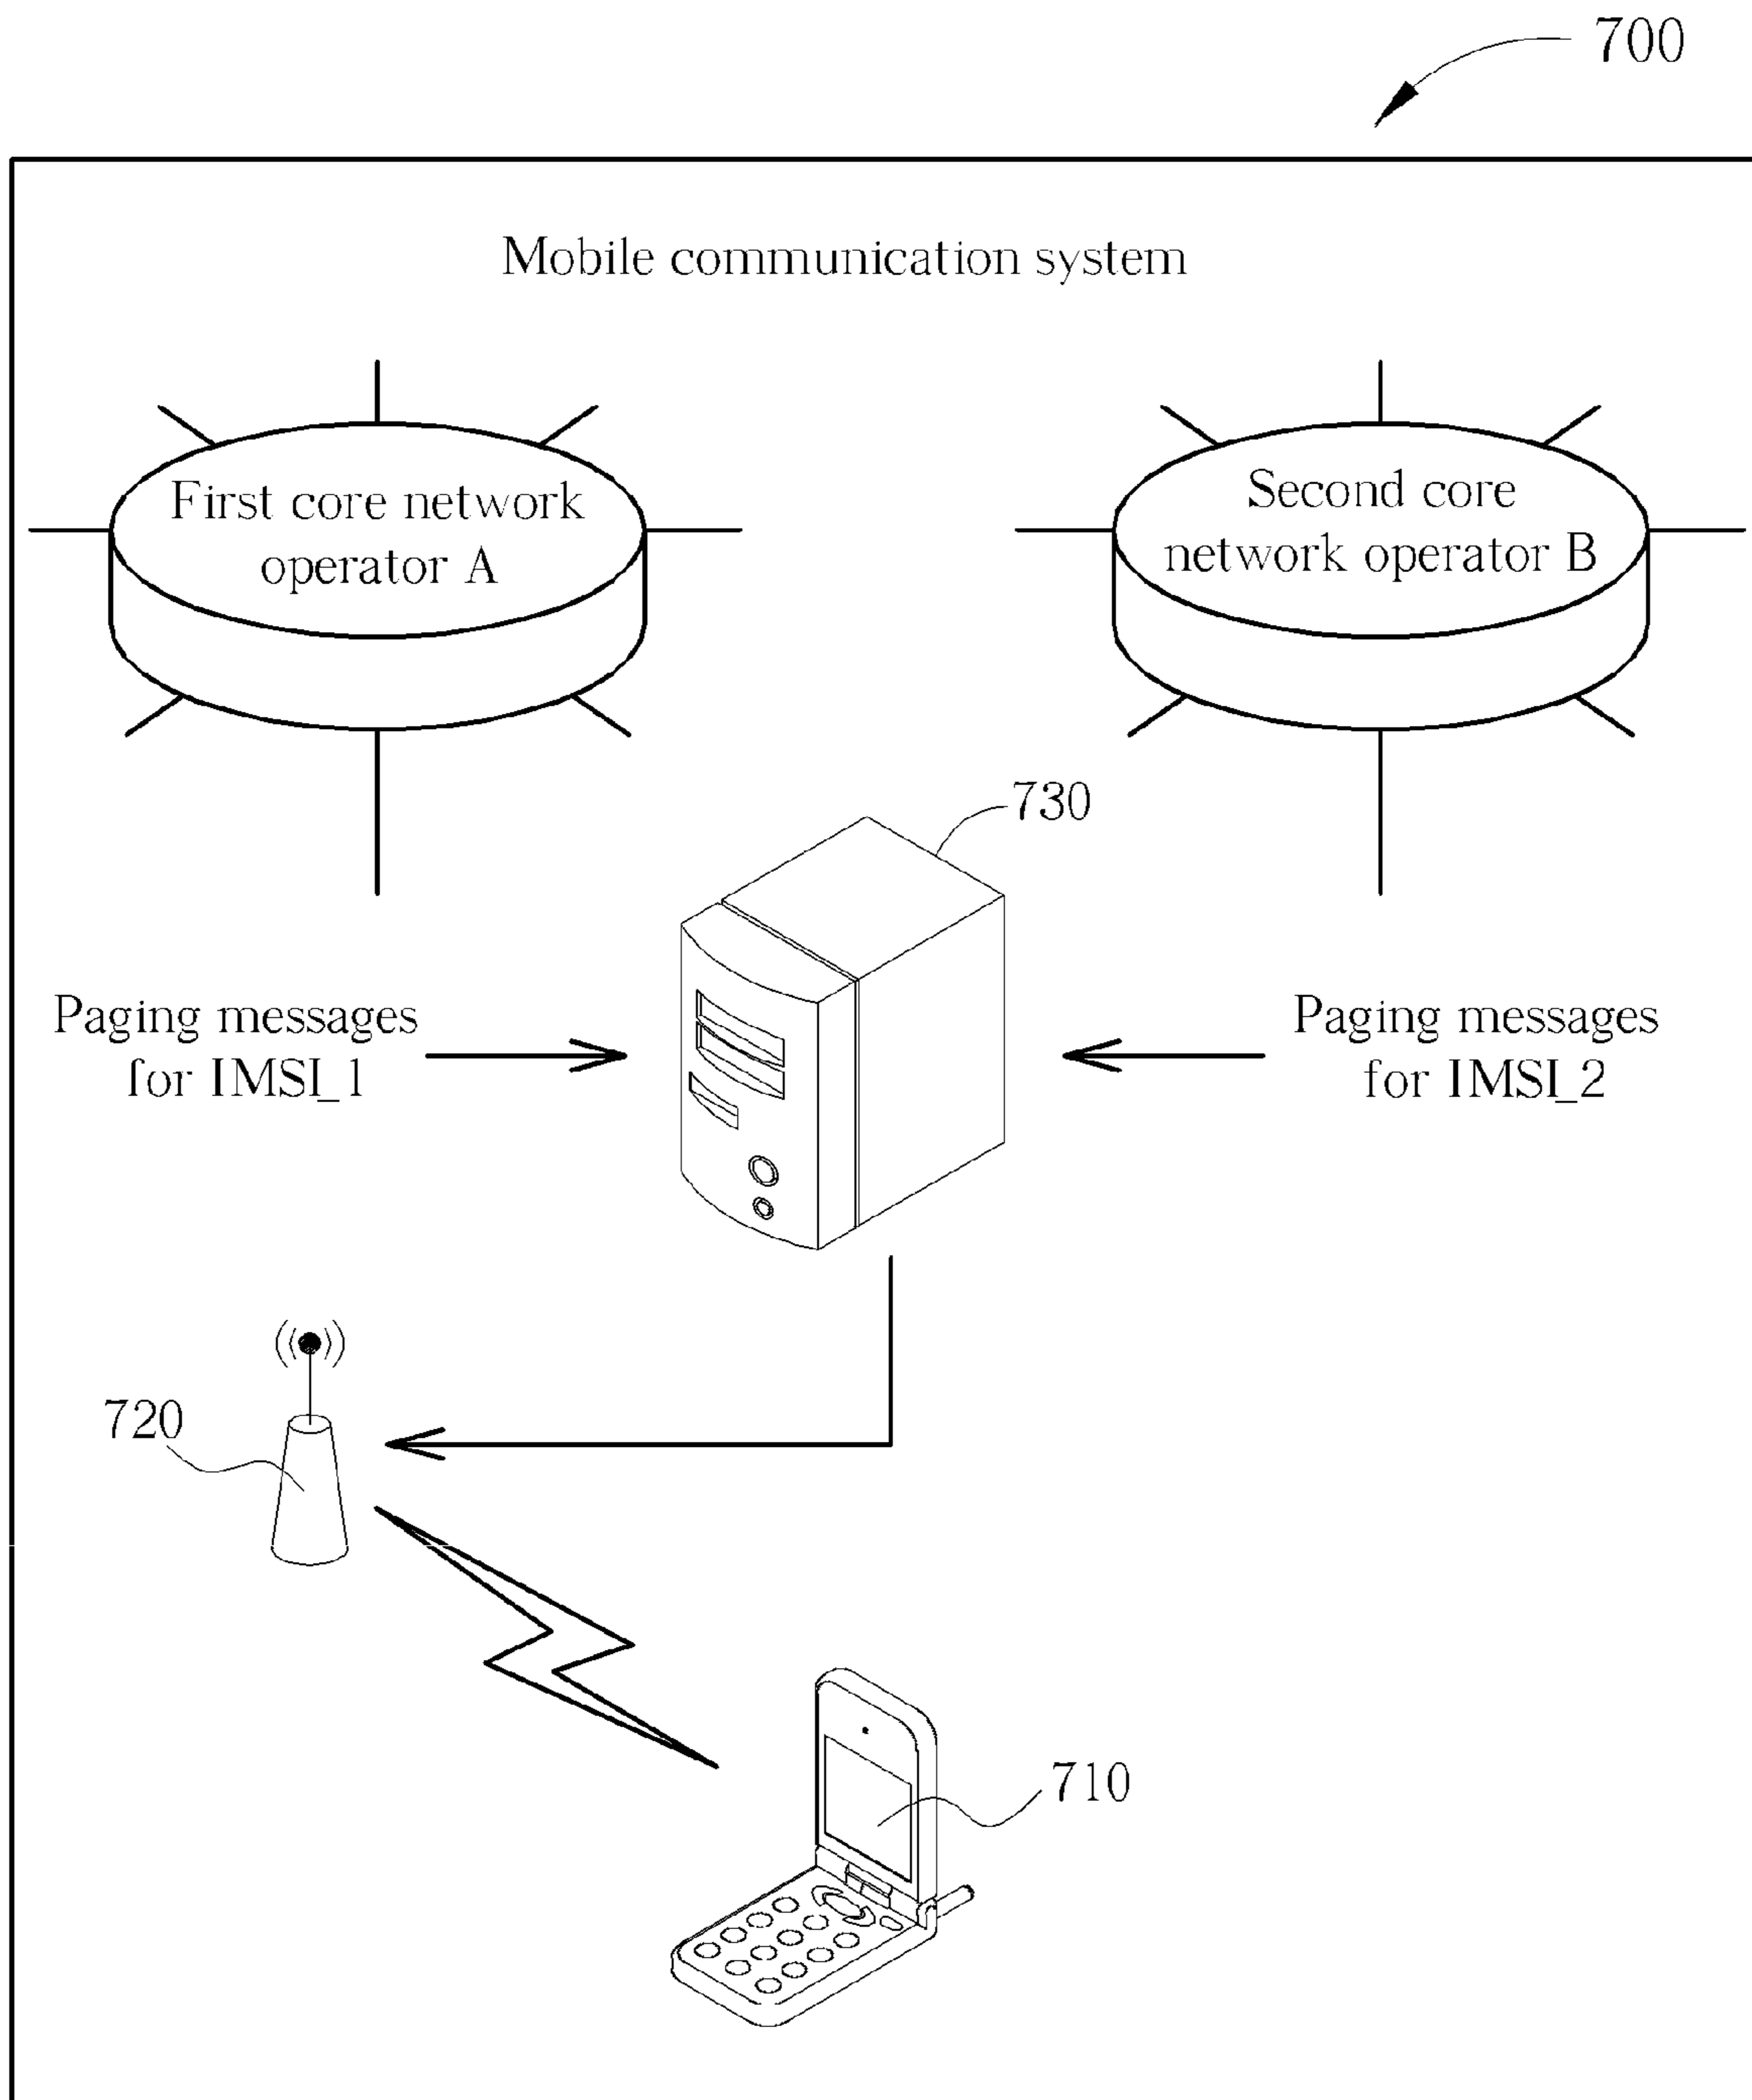 700
Mobile communication system
First core network
operator A
Second core
network operator B
730
Paging messages
for IMSI_1
Paging messages
for IMSI_2
720
710